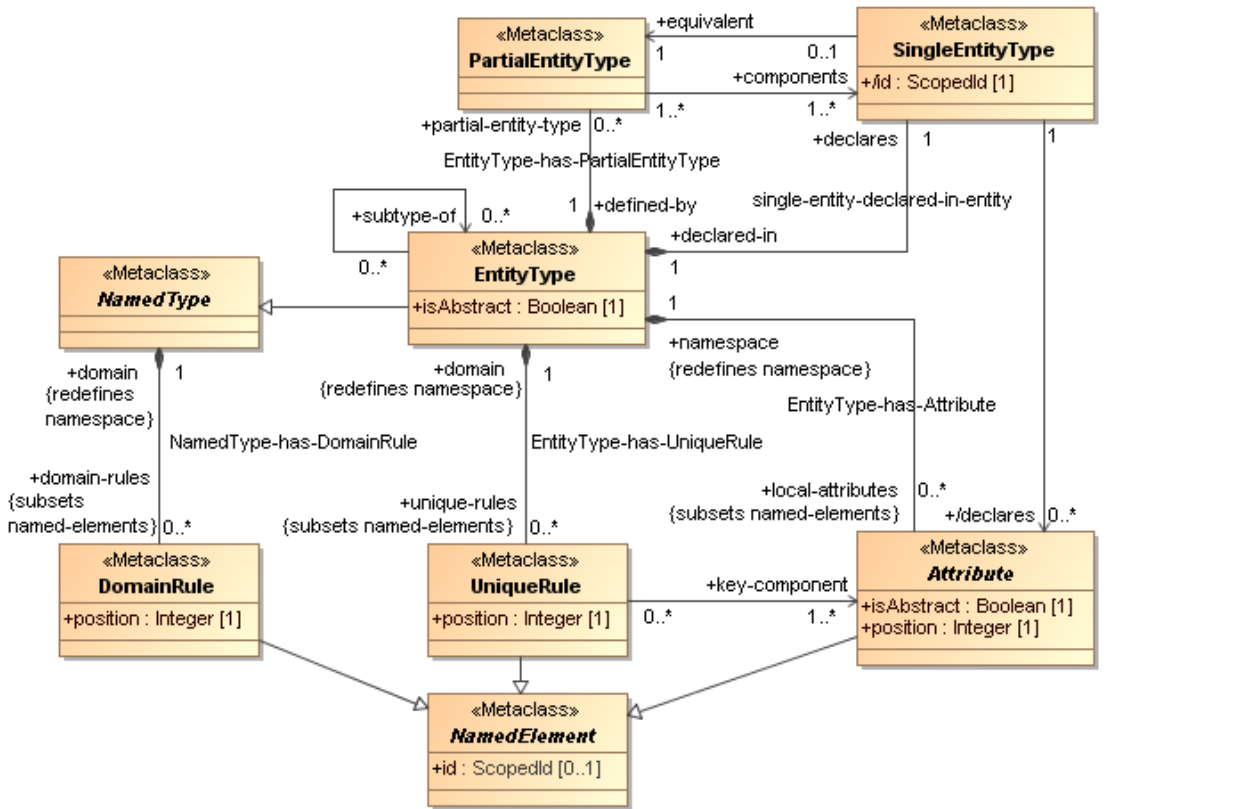 «Metaclass»
PartialEntityType
+equivalent
1
0..1
«Metaclass»
SingleEntityType
+/id : ScopedId [1]
+components
1..*
1..*
+partial-entity-type
0..*
EntityType-has-PartialEntityType
+declares
1
1
+subtype-of
0..*
0..*
1
+defined-by
single-entity-declared-in-entity
+declared-in
1
«Metaclass»
EntityType
+isAbstract : Boolean [1]
«Metaclass»
NamedType
1
+namespace
{redefines namespace}
+domain
{redefines
namespace}
1
+domain
{redefines namespace}
1
EntityType-has-Attribute
NamedType-has-DomainRule
EntityType-has-UniqueRule
+domain-rules
{subsets
named-elements}
0..*
+unique-rules
{subsets named-elements}
0..*
+local-attributes
{subsets named-elements}
0..*
+/declares
0..*
«Metaclass»
DomainRule
+position : Integer [1]
«Metaclass»
UniqueRule
+position : Integer [1]
+key-component
0..*
1..*
«Metaclass»
Attribute
+isAbstract : Boolean [1]
+position : Integer [1]
«Metaclass»
NamedElement
+id : ScopedId [0..1]